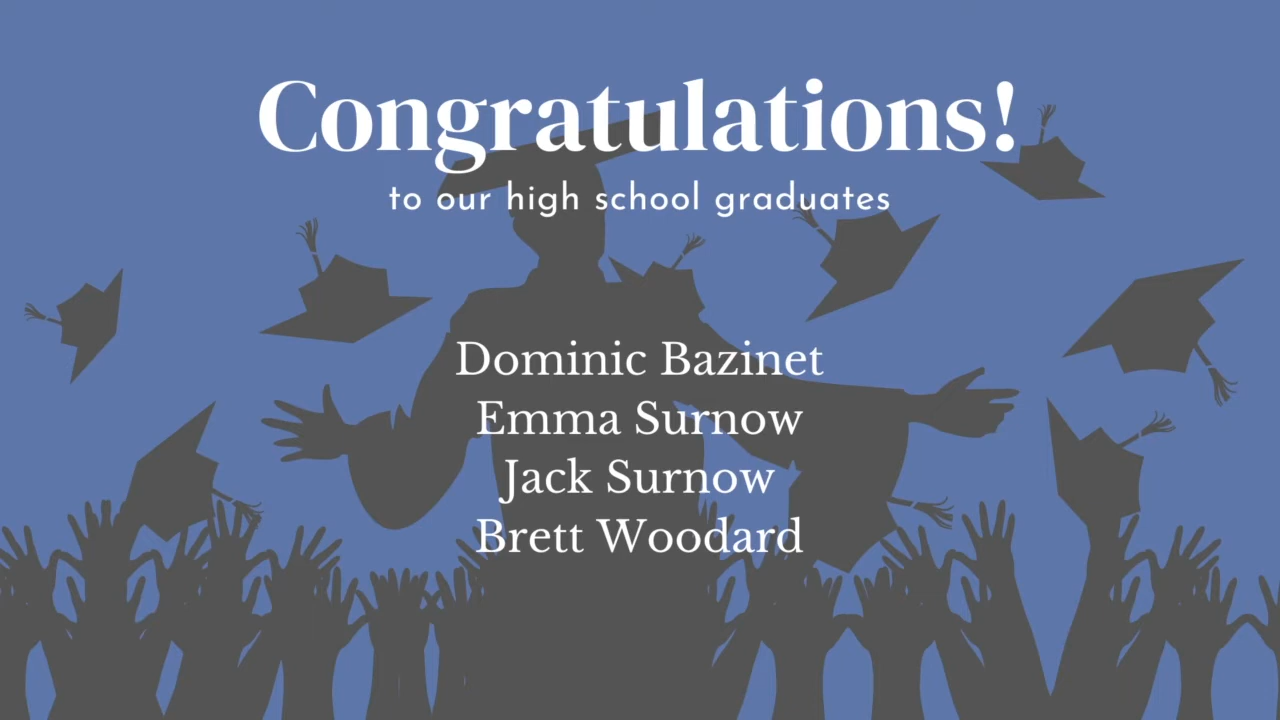 Congratulations!
to our high school graduates
Dominic Bazinet
Emma Surnow
Jack Surnow
Brett Woodard